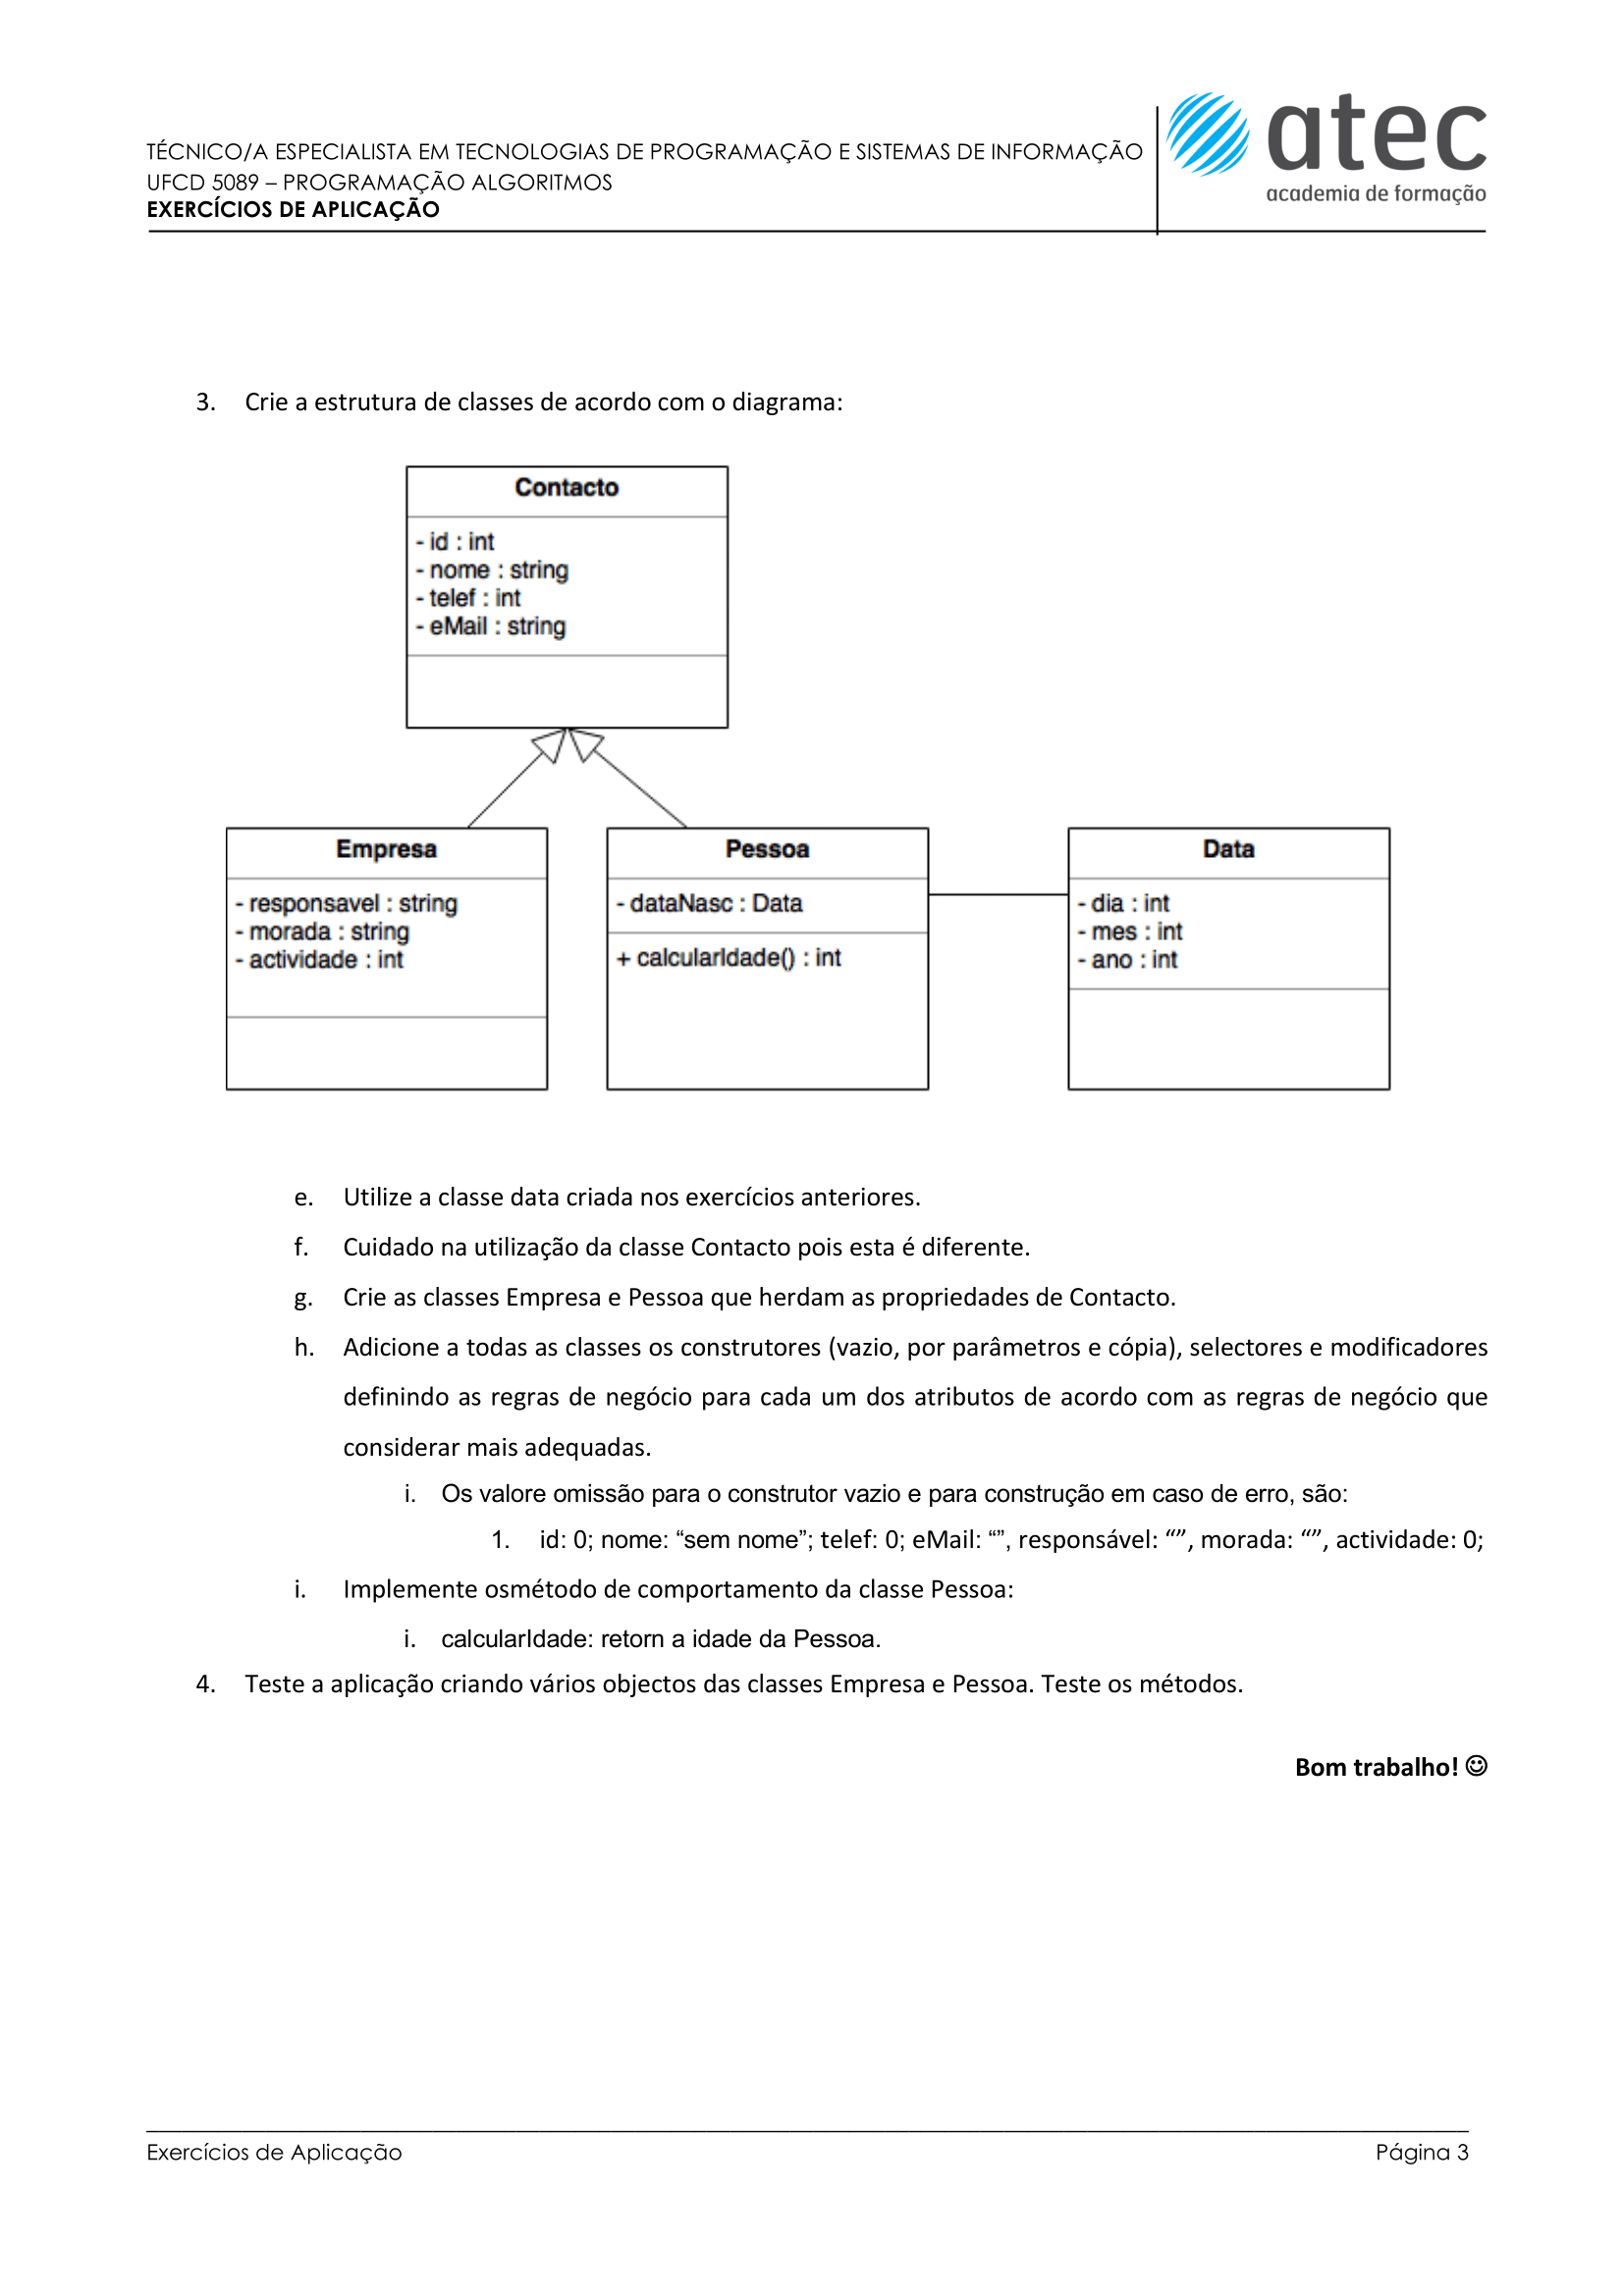 TÉCNICO/A ESPECIALISTA EM TECNOLOGIAS DE PROGRAMAÇÃO E SISTEMAS DE INFORMAÇÃO
UFCD 5089 – PROGRAMAÇÃO ALGORITMOS
EXERCÍCIOS DE APLICAÇÃO
atec
academia de formação
3. Crie a estrutura de classes de acordo com o diagrama:
Contacto
- id : int
- nome : string
- telef : int
- eMail : string
Empresa
- responsavel : string
- morada : string
- actividade : int
Pessoa
- dataNasc : Data
+ calcularIdade() : int
Data
- dia : int
- mes : int
- ano : int
e. Utilize a classe data criada nos exercícios anteriores.
f. Cuidado na utilização da classe Contacto pois esta é diferente.
g. Crie as classes Empresa e Pessoa que herdam as propriedades de Contacto.
h. Adicione a todas as classes os construtores (vazio, por parâmetros e cópia), selectores e modificadores
definindo as regras de negócio para cada um dos atributos de acordo com as regras de negócio que
considerar mais adequadas.
i. Os valore omissão para o construtor vazio e para construção em caso de erro, são:
1. id: 0; nome: “sem nome”; telef: 0; eMail: “”, responsável: “”, morada: “”, actividade: 0;
i. Implemente osmétodo de comportamento da classe Pessoa:
i. calcularIdade: retorn a idade da Pessoa.
4. Teste a aplicação criando vários objectos das classes Empresa e Pessoa. Teste os métodos.
Bom trabalho! ☺
Exercícios de Aplicação
Página 3